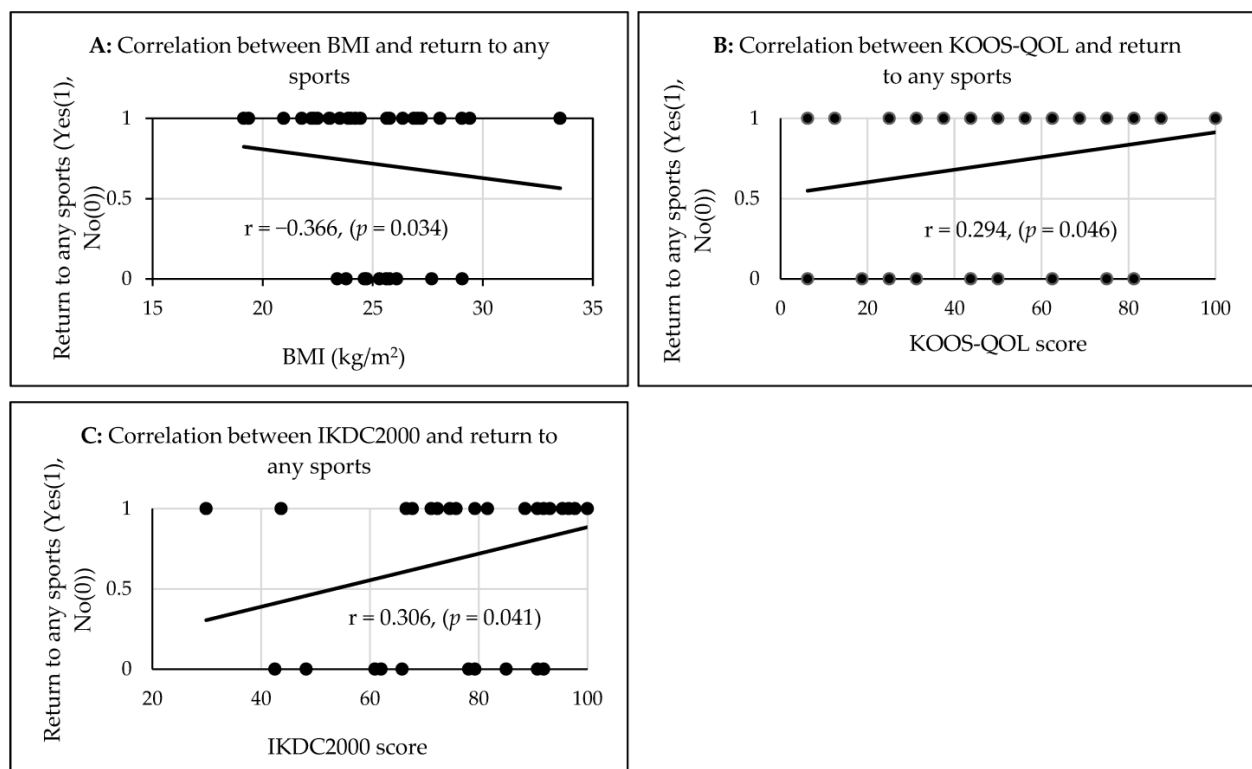 A: Correlation between BMI and return to any
sports
Return to any sports (Yes(1),
No(0))
1
0.5
0
r = −0.366, (p = 0.034)
15 20 25 30 35
BMI (kg/m²)
B: Correlation between KOOS-QOL and return
to any sports
Return to any sports (Yes(1),
No(0))
1
0.5
0
r = 0.294, (p = 0.046)
0 20 40 60 80 100
KOOS-QOL score
C: Correlation between IKDC2000 and return to
any sports
Return to any sports (Yes(1),
No(0))
1
0.5
0
r = 0.306, (p = 0.041)
20 40 60 80 100
IKDC2000 score